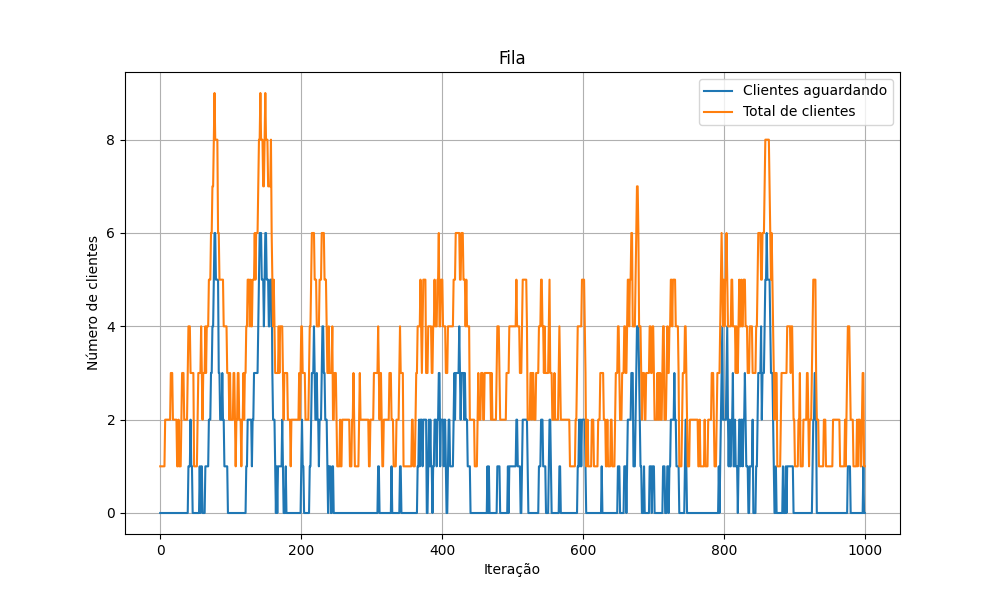 Fila
Clientes aguardando
Total de clientes
Número de clientes
8
6
4
2
0
0 200 400 600 800 1000
Iteração